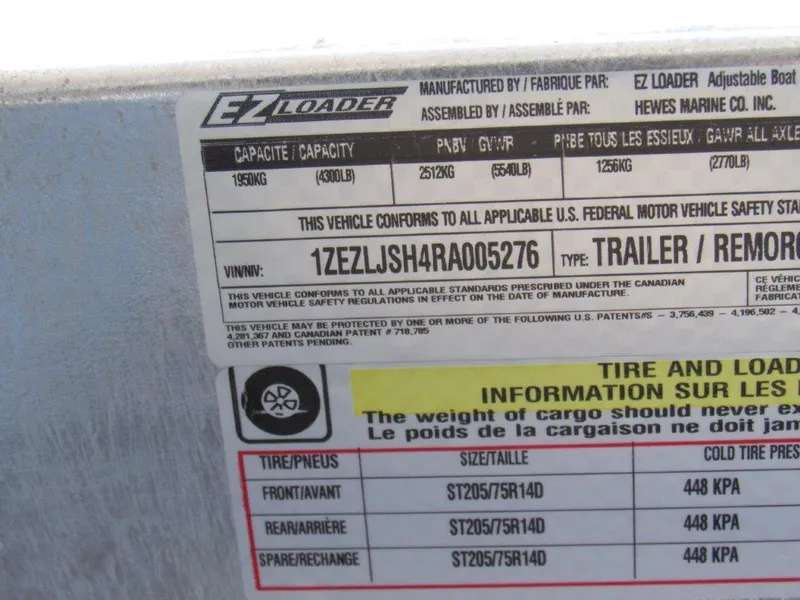 EZ LOADER
MANUFACTURED BY / FABRIQUE PAR: EZ LOADER Adjustable Boat
ASSEMBLED BY / ASSEMBLÉ PAR: HEWES MARINE CO. INC.
CAPACITE / CAPACITY PNBV / GVWR PNBE TOUS LES ESSIEUX / GAWR ALL AXLE
1950KG (4300LB) 2512KG (5540LB) 1256KG (2770LB)
THIS VEHICLE CONFORMS TO ALL APPLICABLE U.S. FEDERAL MOTOR VEHICLE SAFETY STA
VIN/NIV: 1ZEZLJSH4RA005276 TYPE: TRAILER / REMOR
THIS VEHICLE CONFORMS TO ALL APPLICABLE STANDARDS PRESCRIBED UNDER THE CANADIAN
MOTOR VEHICLE SAFETY REGULATIONS IN EFFECT ON THE DATE OF MANUFACTURE.
CE VÉHIC
RÉGLEME
FABRICAT
THIS VEHICLE MAY BE PROTECTED BY ONE OR MORE OF THE FOLLOWING U.S. PATENTS/S – 3,756,439 – 4,196,502 – 4,
4,281,367 AND CANADIAN PATENT # 718,785
OTHER PATENTS PENDING.
TIRE AND LOAD
INFORMATION SUR LES
The weight of cargo should never ex
Le poids de la cargaison ne doit jam
TIRE/PNEUS SIZE/TAILLE COLD TIRE PRES
FRONT/AVANT ST205/75R14D 448 KPA
REAR/ARRIÈRE ST205/75R14D 448 KPA
SPARE/RECHANGE ST205/75R14D 448 KPA